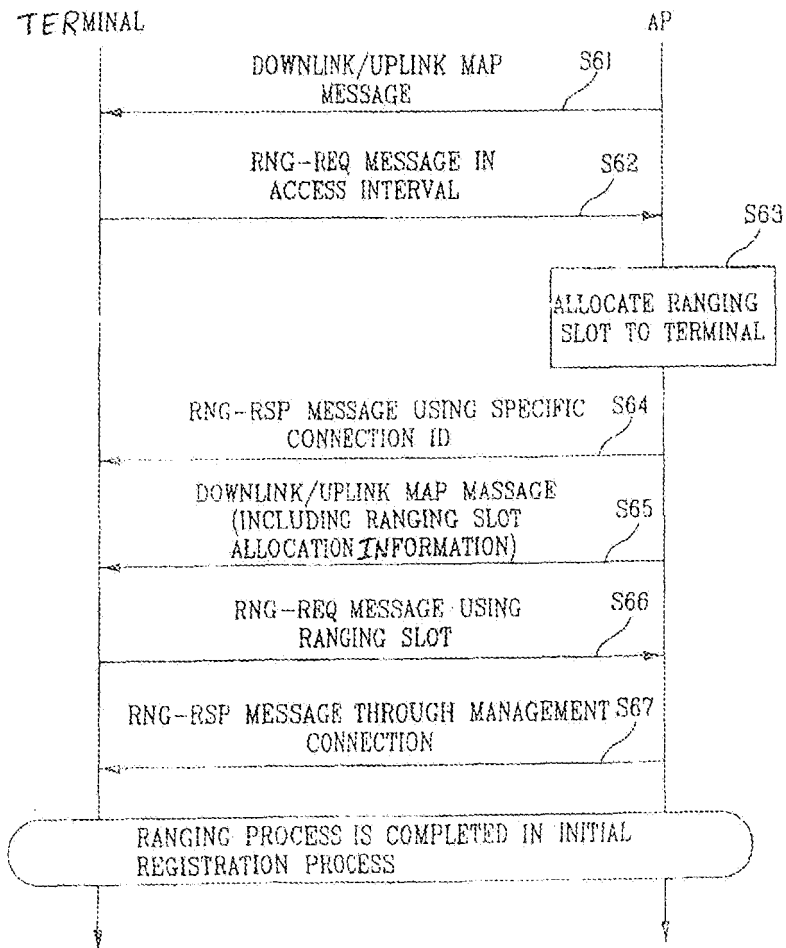 TERMINAL
AP
DOWNLINK/UPLINK MAP
MESSAGE
S61
RNG-REQ MESSAGE IN
ACCESS INTERVAL
S62
S63
ALLOCATE RANGING
SLOT TO TERMINAL
RNG-RSP MESSAGE USING SPECIFIC
CONNECTION ID
S64
DOWNLINK/UPLINK MAP MASSAGE
(INCLUDING RANGING SLOT
ALLOCATION INFORMATION)
S65
RNG-REQ MESSAGE USING
RANGING SLOT
S66
RNG-RSP MESSAGE THROUGH MANAGEMENT
CONNECTION
S67
RANGING PROCESS IS COMPLETED IN INITIAL
REGISTRATION PROCESS